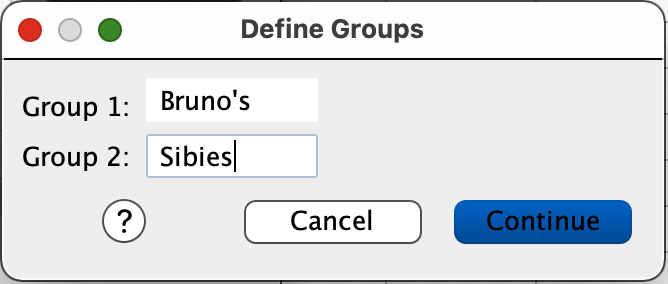 Define Groups
Group 1: Bruno's
Group 2: Sibies
? Cancel Continue